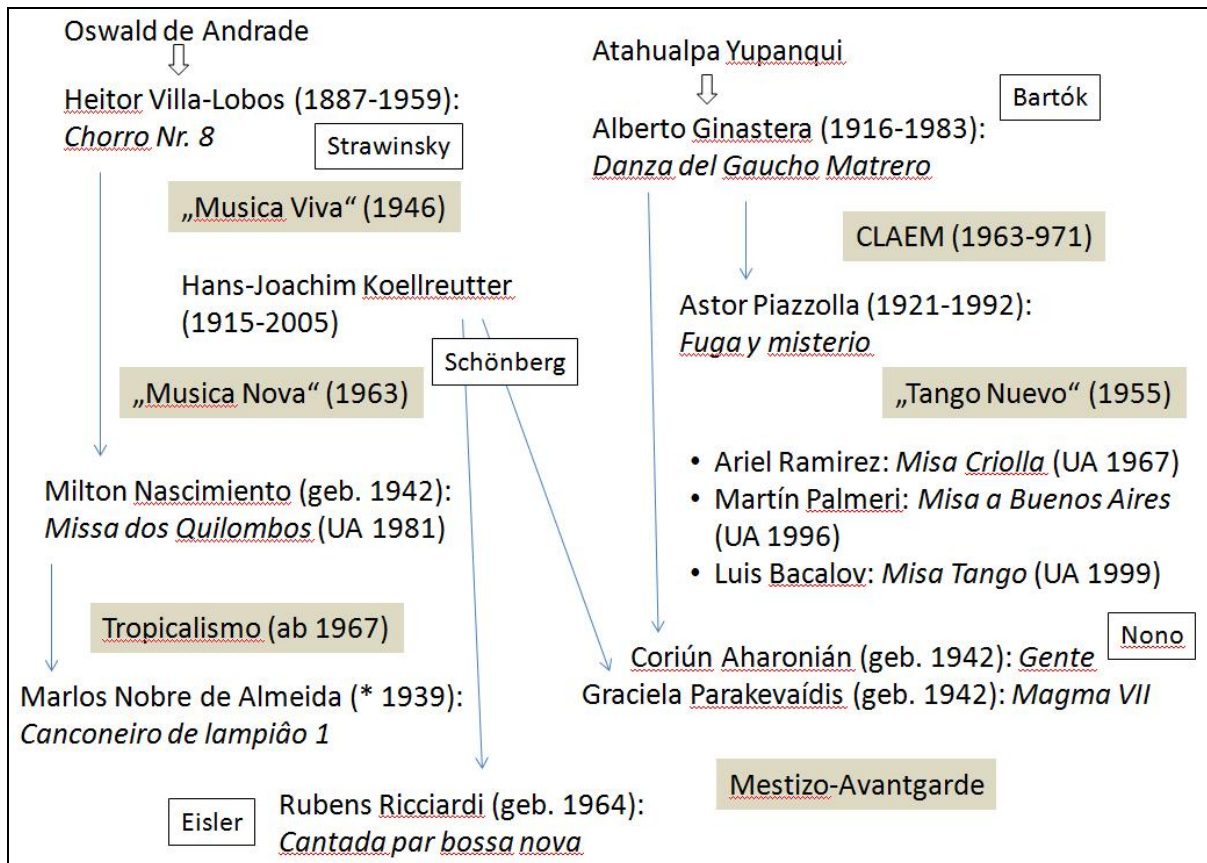 Oswald de Andrade
Heitor Villa-Lobos (1887-1959):
Chorro Nr. 8
Strawinsky
„Musica Viva“ (1946)
Hans-Joachim Koellreutter
(1915-2005)
Schönberg
„Musica Nova“ (1963)
Milton Nascimiento (geb. 1942):
Missa dos Quilombos (UA 1981)
Tropicalismo (ab 1967)
Marlos Nobre de Almeida (* 1939):
Canconeiro de lampiâo 1
Eisler
Rubens Ricciardi (geb. 1964):
Cantada par bossa nova
Atahualpa Yupanqui
Bartók
Alberto Ginastera (1916-1983):
Danza del Gaucho Matrero
CLAEM (1963-971)
Astor Piazzolla (1921-1992):
Fuga y misterio
„Tango Nuevo“ (1955)
• Ariel Ramirez: Misa Criolla (UA 1967)
• Martín Palmeri: Misa a Buenos Aires
(UA 1996)
• Luis Bacalov: Misa Tango (UA 1999)
Nono
Coriún Aharonián (geb. 1942): Gente
Graciela Parakevaídis (geb. 1942): Magma VII
Mestizo-Avantgarde